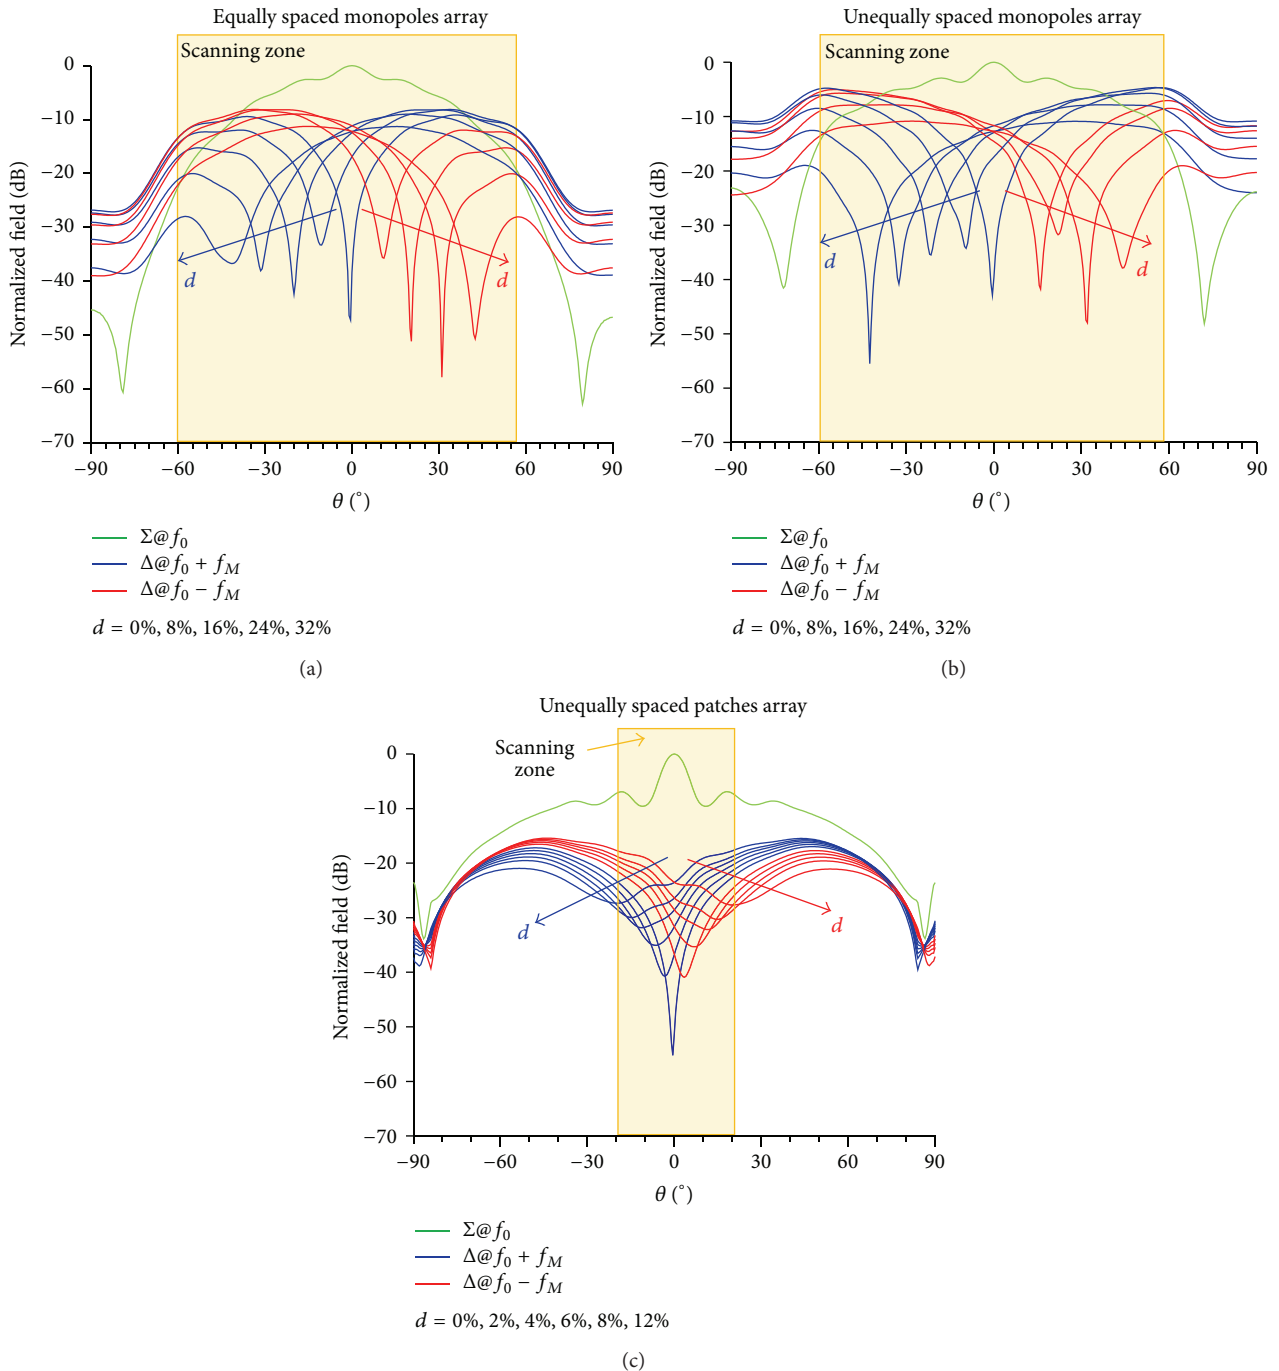 Equally spaced monopoles array
Scanning zone
0
−10
−20
−30
−40
−50
−60
−70
Normalized field (dB)
d
d
−90
−60
−30
0
30
60
90
θ (°)
Σ@f0
Δ@f0 + fM
Δ@f0 − fM
d = 0%, 8%, 16%, 24%, 32%
(a)
Unequally spaced monopoles array
Scanning zone
0
−10
−20
−30
−40
−50
−60
−70
Normalized field (dB)
d
d
−90
−60
−30
0
30
60
90
θ (°)
Σ@f0
Δ@f0 + fM
Δ@f0 − fM
d = 0%, 8%, 16%, 24%, 32%
(b)
Unequally spaced patches array
Scanning
zone
0
−10
−20
−30
−40
−50
−60
−70
Normalized field (dB)
d
d
−90
−60
−30
0
30
60
90
θ (°)
Σ@f0
Δ@f0 + fM
Δ@f0 − fM
d = 0%, 2%, 4%, 6%, 8%, 12%
(c)